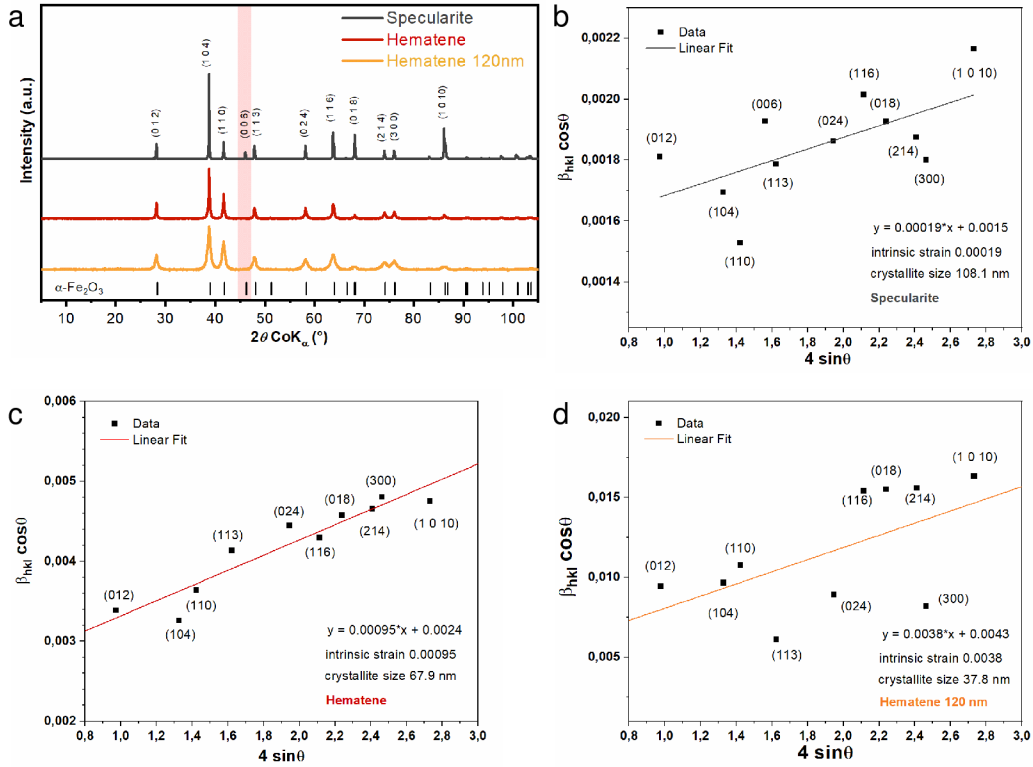 a
Specularite
Hematene
Hematene 120nm
Intensity (a.u.)
(0 1 2)
(1 0 4)
(1 1 0)
(0 0 6)
(1 1 3)
(0 2 4)
(1 1 6)
(0 1 8)
(2 1 4)
(3 0 0)
(1 0 10)
α-Fe2O3
10 20 30 40 50 60 70 80 90 100
2θ CoKα (°)
b
Data
Linear Fit
βhkl cosθ
0,0022
0,0020
0,0018
0,0016
0,0014
(012)
(104)
(110)
(006)
(113)
(024)
(116)
(018)
(214)
(300)
(1 0 10)
y = 0.00019*x + 0.0015
intrinsic strain 0.00019
crystallite size 108.1 nm
Specularite
0,8 1,0 1,2 1,4 1,6 1,8 2,0 2,2 2,4 2,6 2,8 3,0
4 sinθ
c
Data
Linear Fit
βhkl cosθ
0,006
0,005
0,004
0,003
0,002
(012)
(104)
(110)
(113)
(024)
(116)
(018)
(214)
(300)
(1 0 10)
y = 0.00095*x + 0.0024
intrinsic strain 0.00095
crystallite size 67.9 nm
Hematene
0,8 1,0 1,2 1,4 1,6 1,8 2,0 2,2 2,4 2,6 2,8 3,0
4 sinθ
d
Data
Linear Fit
βhkl cosθ
0,020
0,015
0,010
0,005
(012)
(104)
(110)
(113)
(024)
(116)
(018)
(214)
(300)
(1 0 10)
y = 0.0038*x + 0.0043
intrinsic strain 0.0038
crystallite size 37.8 nm
Hematene 120 nm
0,8 1,0 1,2 1,4 1,6 1,8 2,0 2,2 2,4 2,6 2,8 3,0
4 sinθ